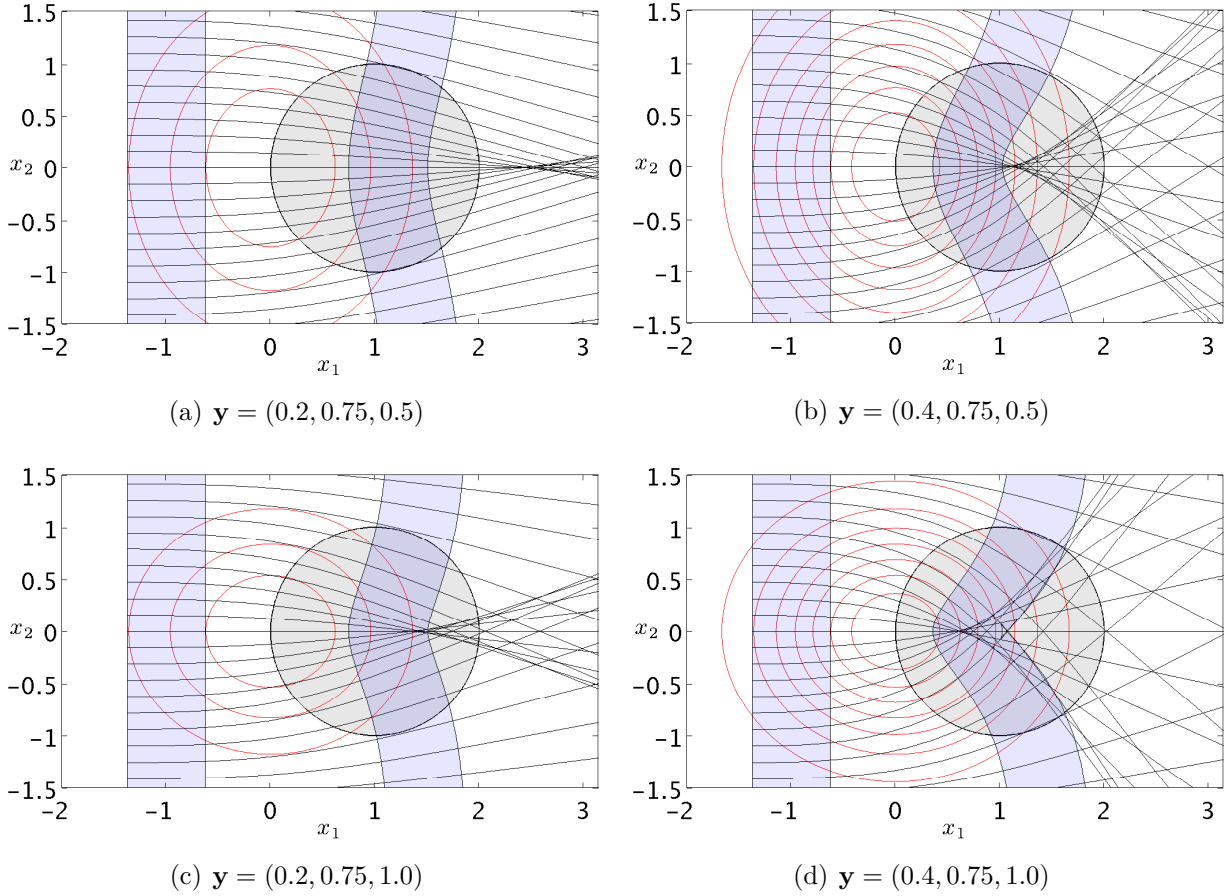 1.5
1
0.5
x₂ 0
−0.5
−1
−1.5
−2 −1 0 1 2 3
x₁
(a) y = (0.2, 0.75, 0.5)
1.5
1
0.5
x₂ 0
−0.5
−1
−1.5
−2 −1 0 1 2 3
x₁
(b) y = (0.4, 0.75, 0.5)
1.5
1
0.5
x₂ 0
−0.5
−1
−1.5
−2 −1 0 1 2 3
x₁
(c) y = (0.2, 0.75, 1.0)
1.5
1
0.5
x₂ 0
−0.5
−1
−1.5
−2 −1 0 1 2 3
x₁
(d) y = (0.4, 0.75, 1.0)